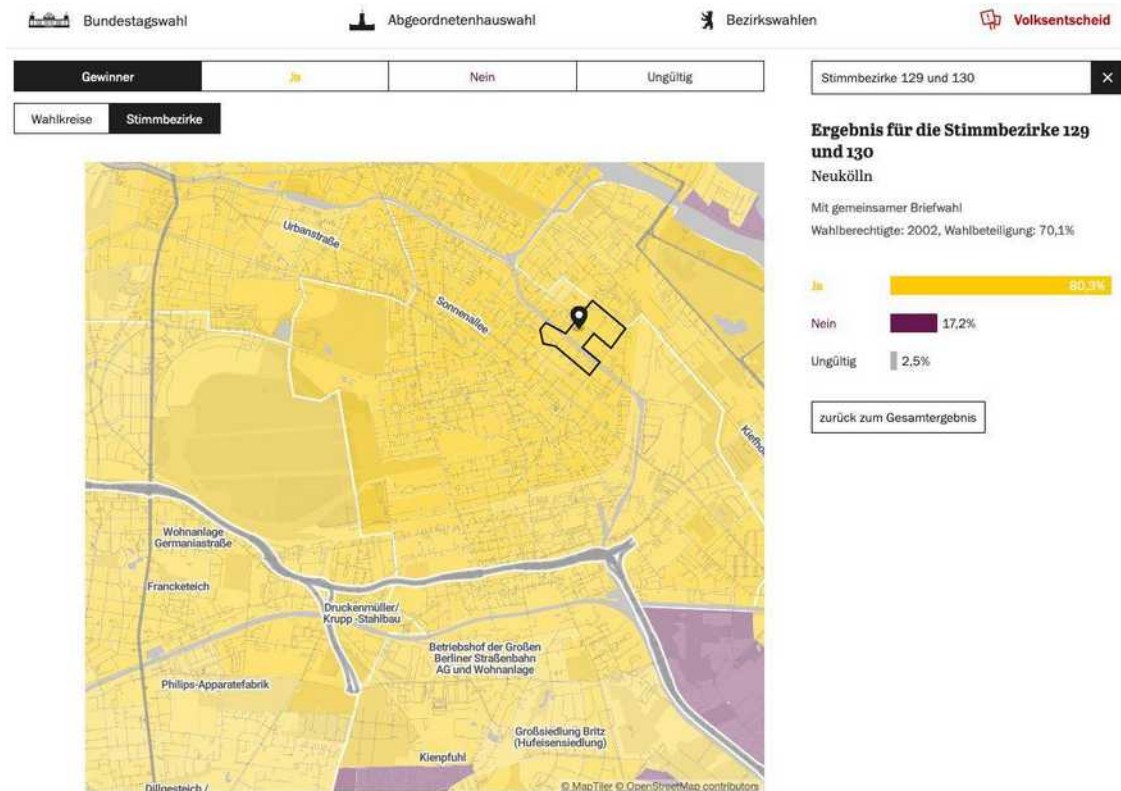 Bundestagswahl
Abgeordnetenhauswahl
Bezirkswahlen
Volksentscheid
Gewinner
Ja
Nein
Ungültig
Wahlkreise
Stimmbezirke
Stimmbezirke 129 und 130
Ergebnis für die Stimmbezirke 129
und 130
Neukölln
Mit gemeinsamer Briefwahl
Wahlberechtigte: 2002, Wahlbeteiligung: 70,1%
Ja 80,3%
Nein 17,2%
Ungültig 2,5%
zurück zum Gesamtergebnis
Urbanstraße
Sonnenallee
Wohnanlage
Germaniastraße
Francketeich
Druckenmüller/
Krupp -Stahlbau
Betriebshof der Großen
Berliner Straßenbahn
AG und Wohnanlage
Philips-Apparatefabrik
Großsiedlung Britz
(Hufeisensiedlung)
Kienpfuhl
Dillgesteich /
© MapTiler © OpenStreetMap contributors